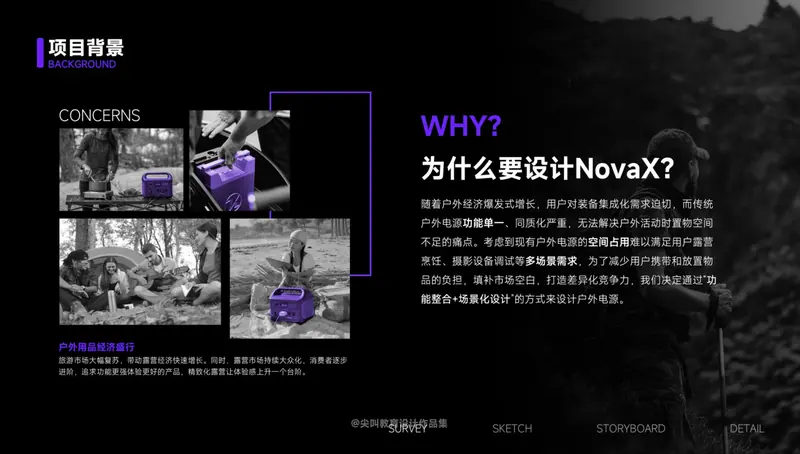 项目背景
BACKGROUND
CONCERNS
户外用品经济盛行
旅游市场大幅复苏，带动露营经济快速增长。同时，露营市场持续大众化，消费者逐步
进阶，追求功能更强体验更好的产品，精致化露营让体验感上升一个台阶。
WHY?
为什么要设计NovaX?
随着户外经济爆发式增长，用户对装备集成化需求迫切，而传统
户外电源功能单一、同质化严重，无法解决户外活动时置物空间
不足的痛点。考虑到现有户外电源的空间占用难以满足用户露营
烹饪、摄影设备调试等多场景需求，为了减少用户携带和放置物
品的负担，填补市场空白，打造差异化竞争力，我们决定通过"功
能整合+场景化设计"的方式来设计户外电源。
@尖叫教育设计作品集
SURVEY
SKETCH
STORYBOARD
DETAIL